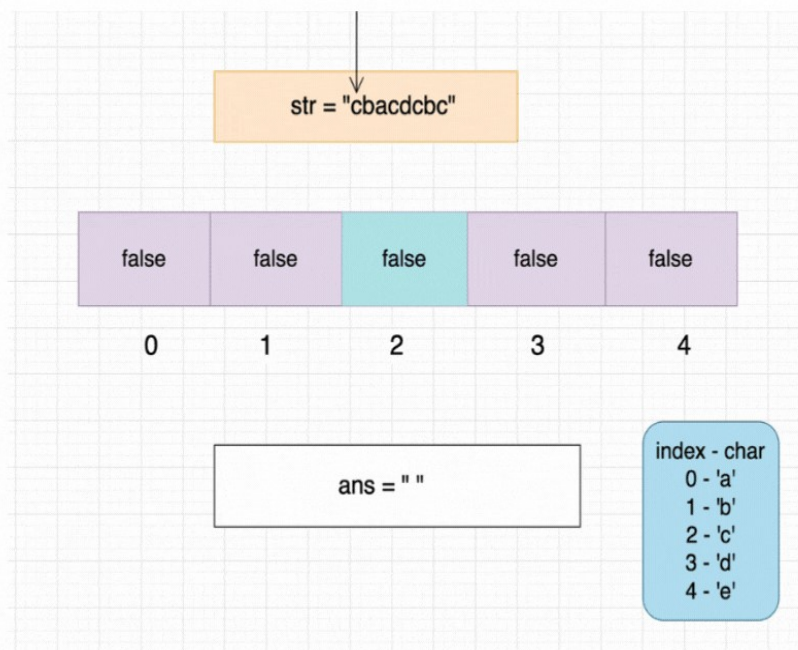 str = "cbacdcbc"
false false false false false
0 1 2 3 4
ans = " "
index - char
0 - 'a'
1 - 'b'
2 - 'c'
3 - 'd'
4 - 'e'